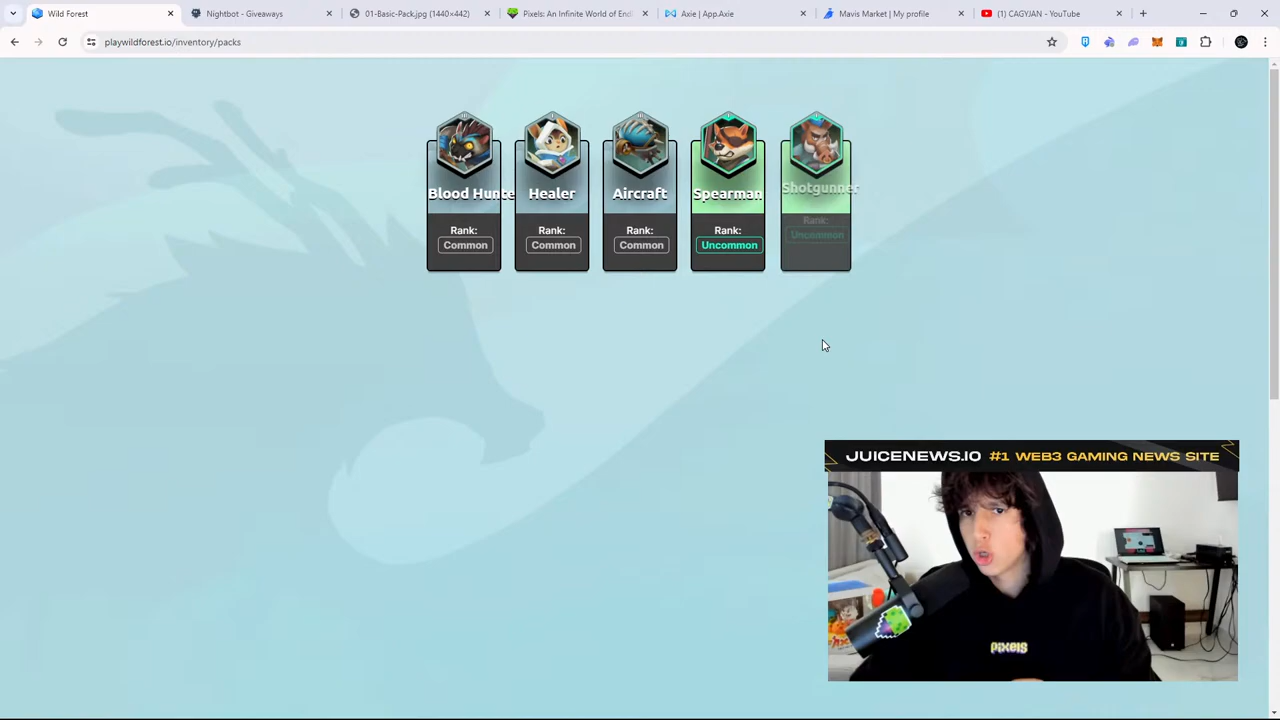 Wild Forest
Nightbot - Giveaways
01-Basic-Pack.jpg (1440×442
Pixels: An Infinite World of End
Axie | App.Axie
Mavis Market | My profile
(1) CAGYJAN - YouTube
playwildforest.io/inventory/packs
Blood Hunte
Healer
Aircraft
Spearman
Shotgunner
Rank:
Common
Rank:
Common
Rank:
Common
Rank:
Uncommon
Rank:
Uncommon
JUICENEWS.IO #1 WEB3 GAMING NEWS SITE
pixels